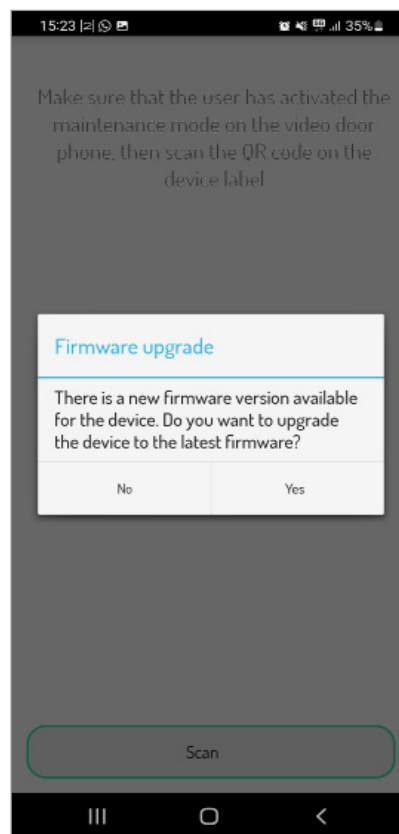 15:23
35%
Make sure that the user has activated the
maintenance mode on the video door
phone, then scan the QR code on the
device label
Firmware upgrade
There is a new firmware version available
for the device. Do you want to upgrade
the device to the latest firmware?
No
Yes
Scan